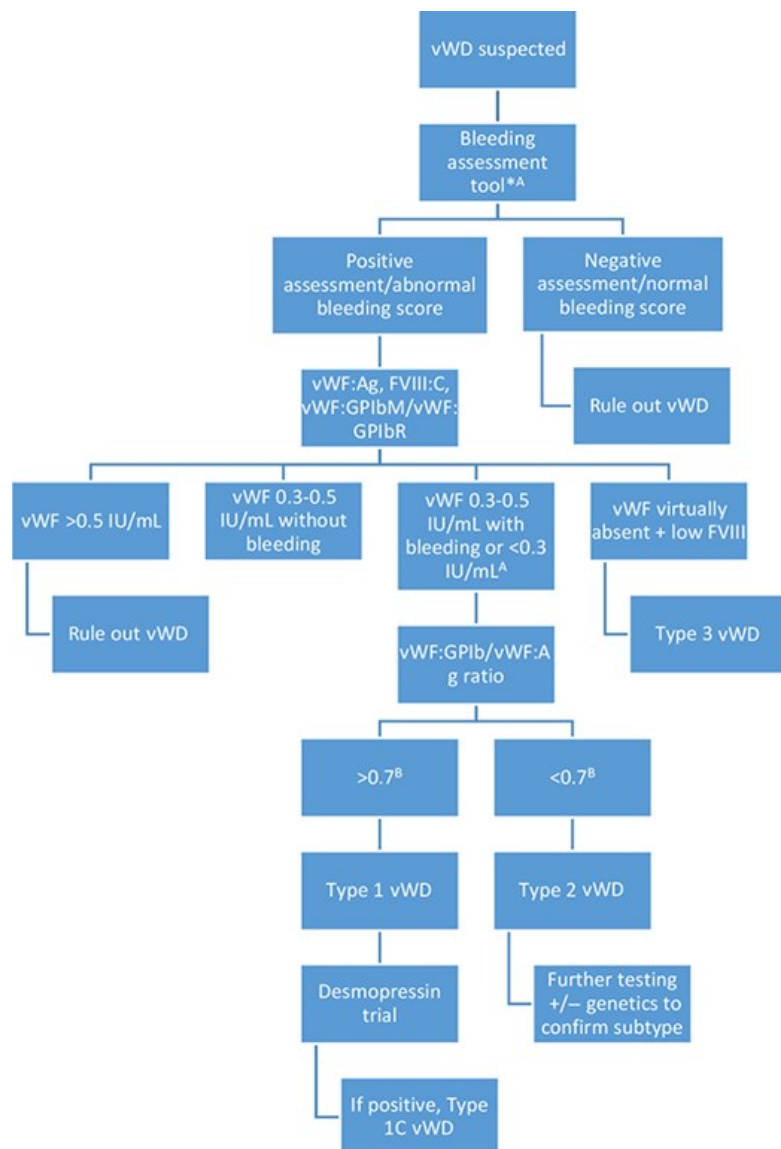 vWD suspected
Bleeding
assessment
tool*ᴬ
Positive
assessment/abnormal
bleeding score
Negative
assessment/normal
bleeding score
vWF:Ag, FVIII:C,
vWF:GPIbM/vWF:
GPIbR
Rule out vWD
vWF >0.5 IU/mL
vWF 0.3-0.5
IU/mL without
bleeding
vWF 0.3-0.5
IU/mL with
bleeding or <0.3
IU/mLᴬ
vWF virtually
absent + low FVIII
Rule out vWD
Type 3 vWD
vWF:GPIb/vWF:A
g ratio
>0.7ᴮ
<0.7ᴮ
Type 1 vWD
Type 2 vWD
Desmopressin
trial
Further testing
+/− genetics to
confirm subtype
If positive, Type
1C vWD